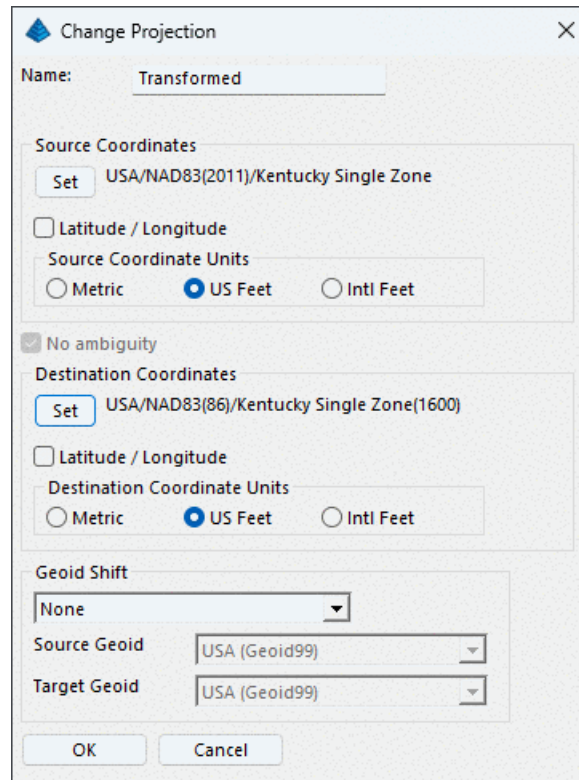 Change Projection
Name: Transformed
Source Coordinates
Set USA/NAD83(2011)/Kentucky Single Zone
Latitude / Longitude
Source Coordinate Units
Metric US Feet Intl Feet
No ambiguity
Destination Coordinates
Set USA/NAD83(86)/Kentucky Single Zone(1600)
Latitude / Longitude
Destination Coordinate Units
Metric US Feet Intl Feet
Geoid Shift
None
Source Geoid USA (Geoid99)
Target Geoid USA (Geoid99)
OK Cancel